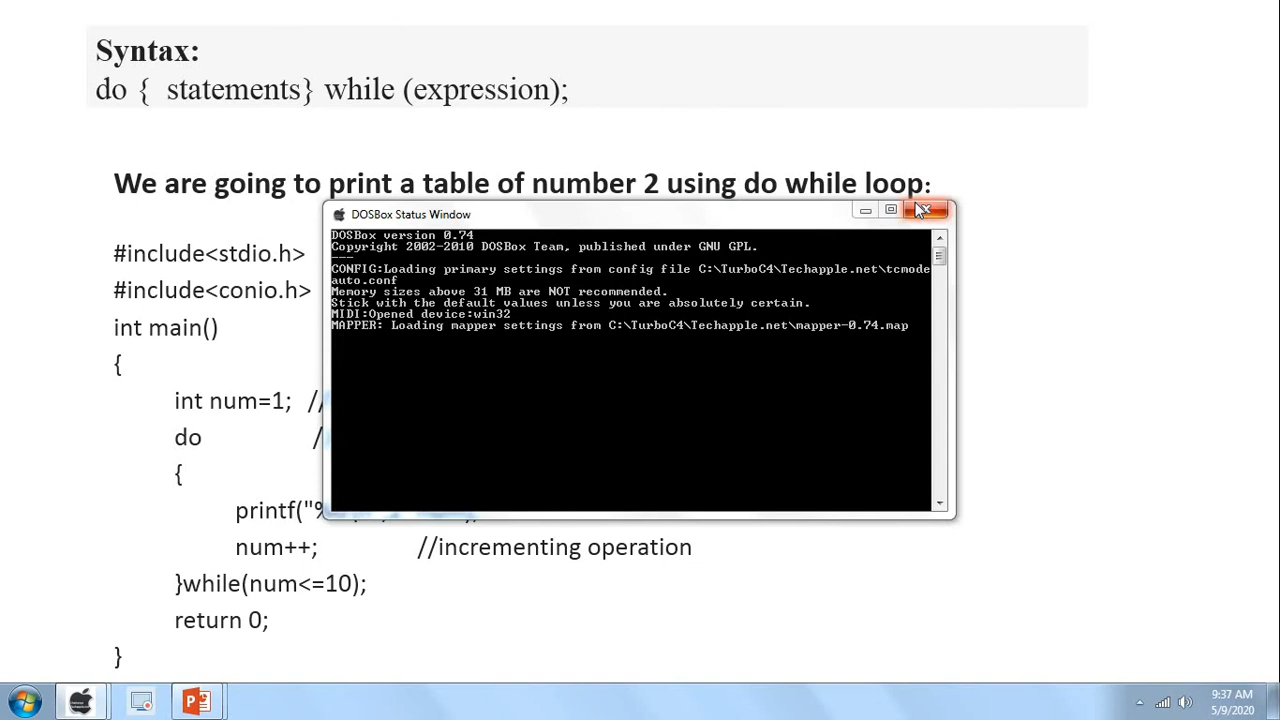 Syntax:
do {  statements} while (expression);
We are going to print a table of number 2 using do while loop:
DOSBox Status Window
DOSBox version 0.74
Copyright 2002-2010 DOSBox Team, published under GNU GPL.
---
CONFIG:Loading primary settings from config file C:\TurboC4\Techapple.net\tcmode
auto.conf
Memory sizes above 31 MB are NOT recommended.
Stick with the default values unless you are absolutely certain.
MIDI:Opened device:win32
MAPPER: Loading mapper settings from C:\TurboC4\Techapple.net\mapper-0.74.map
#include<stdio.h>
#include<conio.h>
int main()
{
int num=1; //
do /
{
printf("%
num++; //incrementing operation
}while(num<=10);
return 0;
}
9:37 AM
5/9/2020